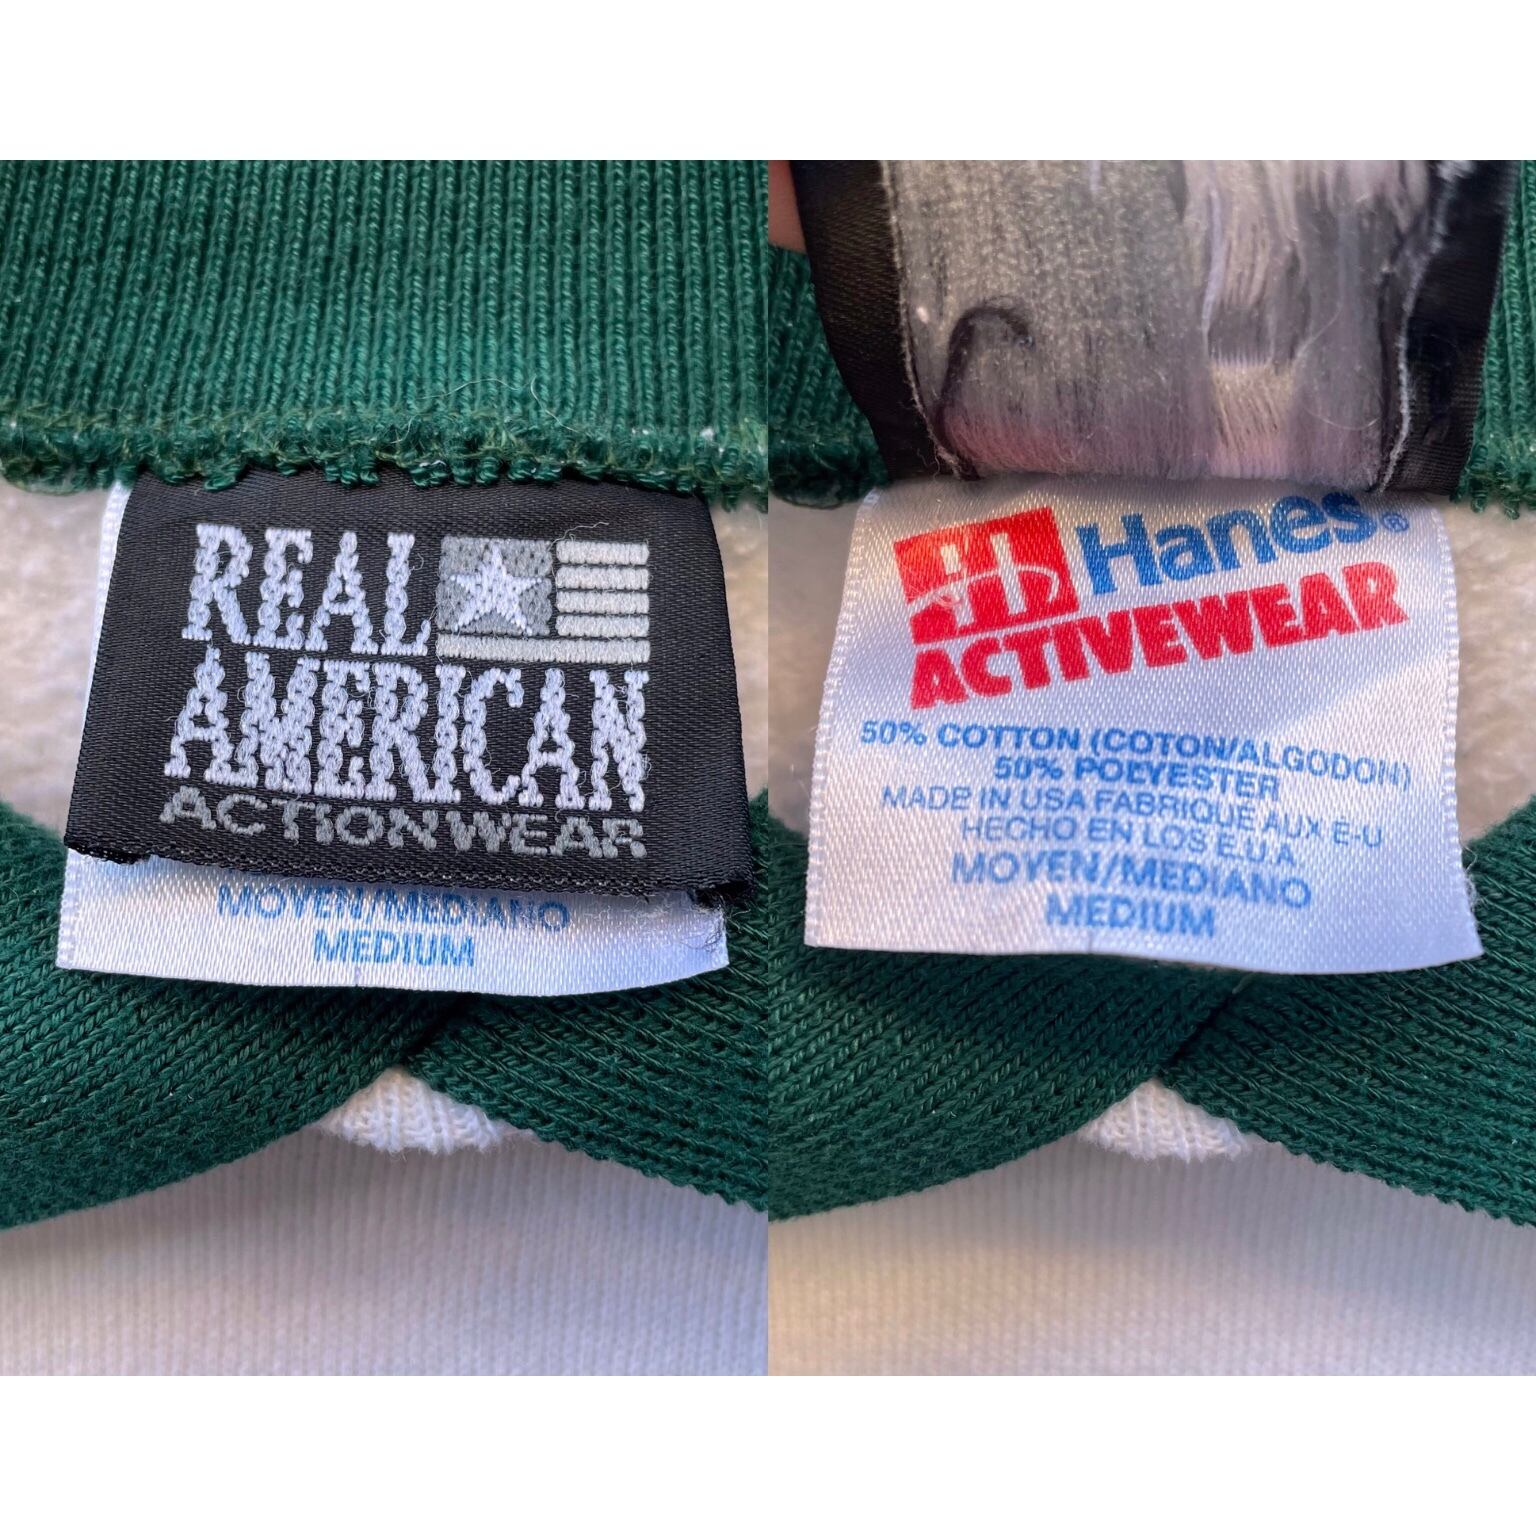 REAL
AMERICAN
ACTIONWEAR
MOYEN/MEDIANO
MEDIUM
Hanes®
ACTIVEWEAR
50% COTTON (COTON/ALGODON)
50% POLYESTER
MADE IN USA FABRIQUE AUX E-U
HECHO EN LOS E.U.A
MOYEN/MEDIANO
MEDIUM